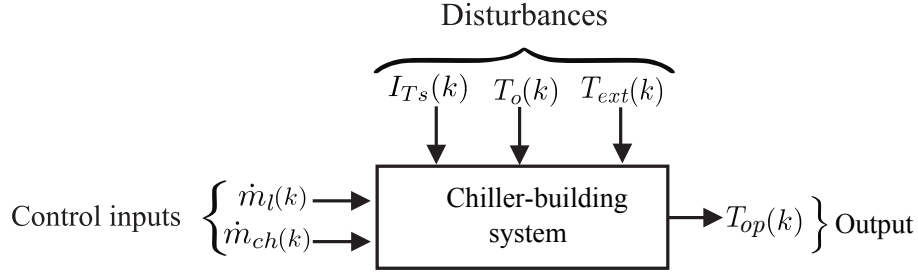 Disturbances
I_{Ts}(k) T_o(k) T_{ext}(k)
Control inputs { ṁ_l(k)
ṁ_{ch}(k)
Chiller-building
system
T_{op}(k) } Output